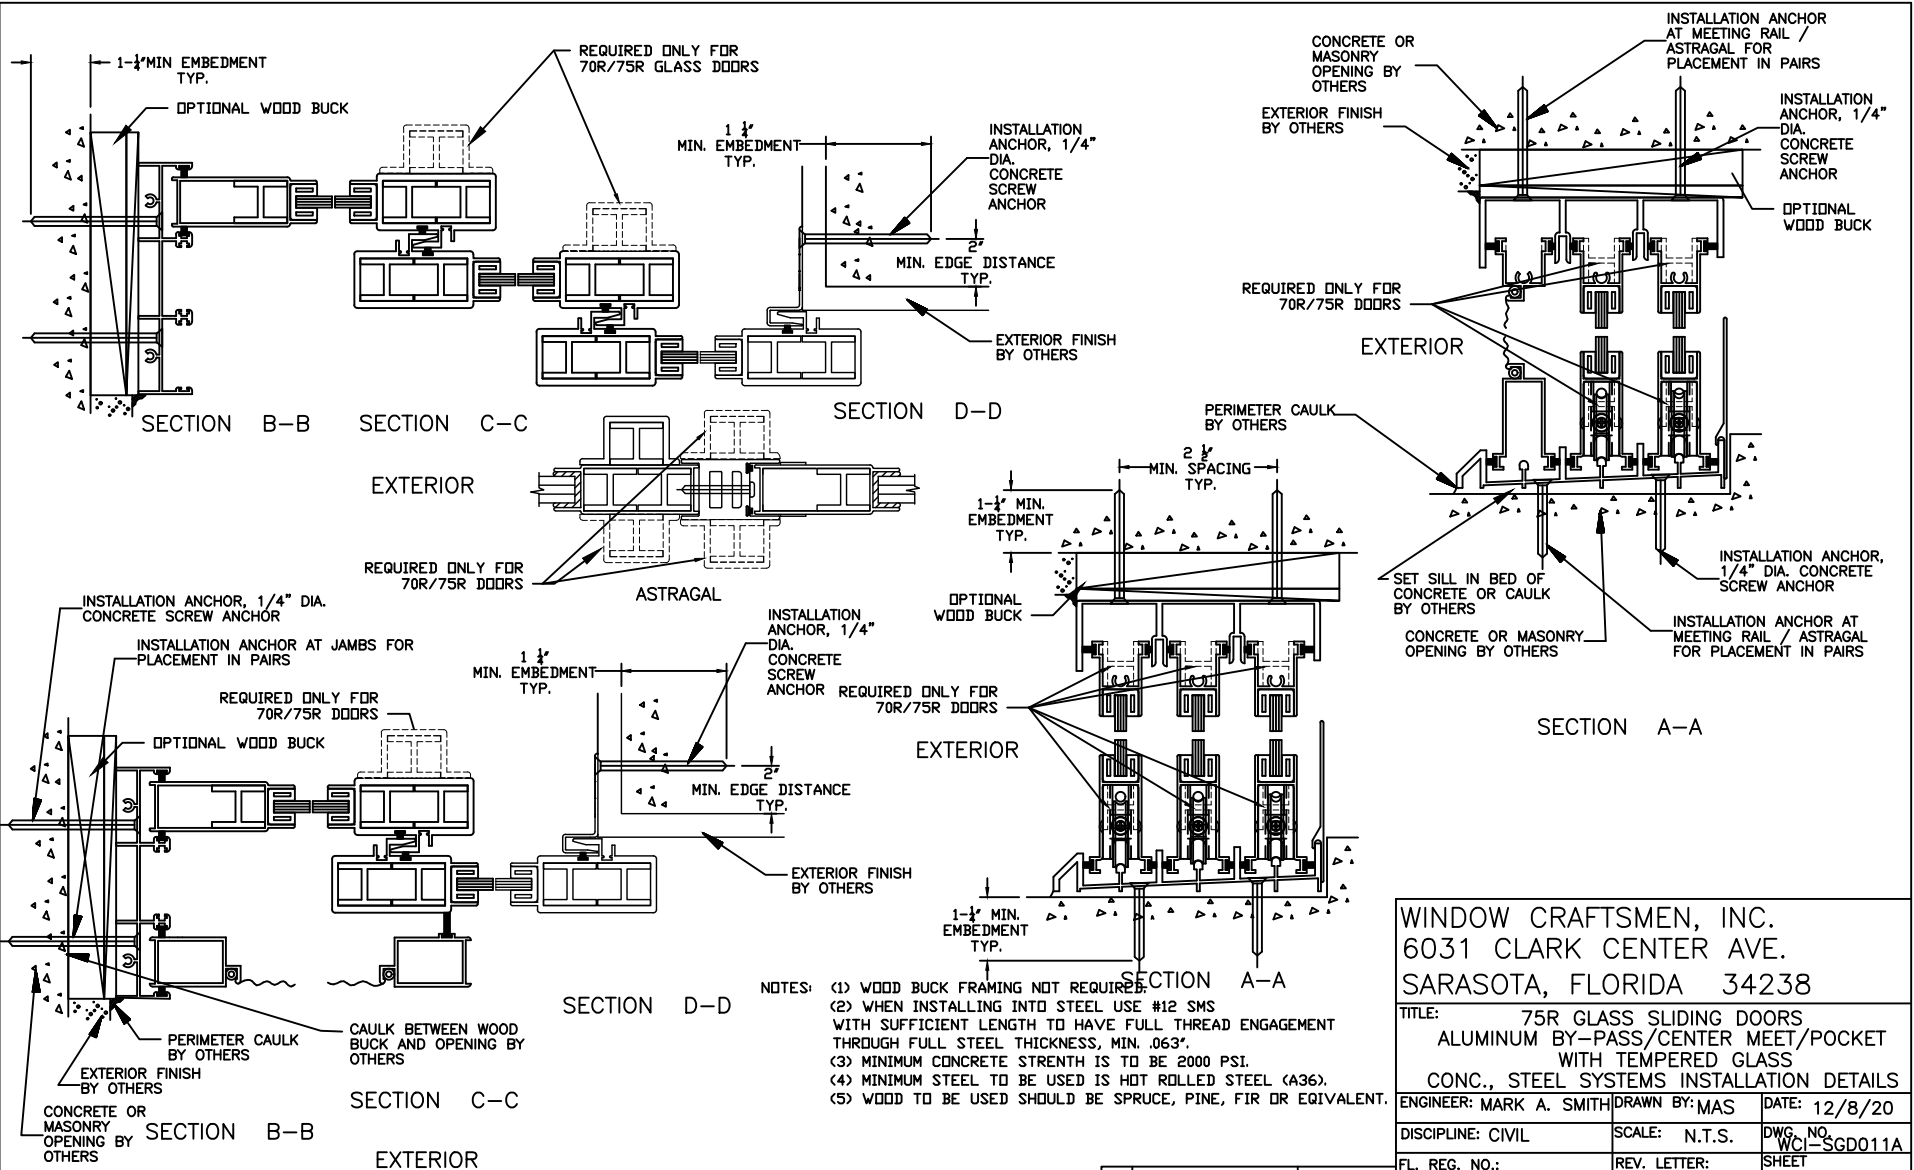 1-1/4" MIN EMBEDMENT
TYP.
OPTIONAL WOOD BUCK
REQUIRED ONLY FOR
70R/75R GLASS DOORS
1 1/4"
MIN. EMBEDMENT
TYP.
INSTALLATION
ANCHOR, 1/4"
DIA.
CONCRETE
SCREW
ANCHOR
2"
MIN. EDGE DISTANCE
TYP.
EXTERIOR FINISH
BY OTHERS
SECTION B-B
SECTION C-C
SECTION D-D
CONCRETE OR
MASONRY
OPENING BY
OTHERS
INSTALLATION ANCHOR
AT MEETING RAIL /
ASTRAGAL FOR
PLACEMENT IN PAIRS
EXTERIOR FINISH
BY OTHERS
INSTALLATION
ANCHOR, 1/4"
DIA.
CONCRETE
SCREW
ANCHOR
OPTIONAL
WOOD BUCK
REQUIRED ONLY FOR
70R/75R DOORS
EXTERIOR
PERIMETER CAULK
BY OTHERS
SET SILL IN BED OF
CONCRETE OR CAULK
BY OTHERS
CONCRETE OR MASONRY
OPENING BY OTHERS
INSTALLATION ANCHOR,
1/4" DIA. CONCRETE
SCREW ANCHOR
INSTALLATION ANCHOR AT
MEETING RAIL / ASTRAGAL
FOR PLACEMENT IN PAIRS
SECTION A-A
EXTERIOR
REQUIRED ONLY FOR
70R/75R DOORS
ASTRAGAL
2 1/2"
MIN. SPACING
TYP.
1-1/4" MIN.
EMBEDMENT
TYP.
OPTIONAL
WOOD BUCK
REQUIRED ONLY FOR
70R/75R DOORS
EXTERIOR
1-1/4" MIN.
EMBEDMENT
TYP.
SECTION A-A
INSTALLATION ANCHOR, 1/4" DIA.
CONCRETE SCREW ANCHOR
INSTALLATION ANCHOR AT JAMBS FOR
PLACEMENT IN PAIRS
REQUIRED ONLY FOR
70R/75R DOORS
OPTIONAL WOOD BUCK
1 1/4"
MIN. EMBEDMENT
TYP.
INSTALLATION
ANCHOR, 1/4"
DIA.
CONCRETE
SCREW
ANCHOR
2"
MIN. EDGE DISTANCE
TYP.
EXTERIOR FINISH
BY OTHERS
SECTION D-D
PERIMETER CAULK
BY OTHERS
CAULK BETWEEN WOOD
BUCK AND OPENING BY
OTHERS
EXTERIOR FINISH
BY OTHERS
SECTION C-C
CONCRETE OR
MASONRY
OPENING BY
OTHERS
SECTION B-B
EXTERIOR
NOTES: (1) WOOD BUCK FRAMING NOT REQUIRED.
(2) WHEN INSTALLING INTO STEEL USE #12 SMS
WITH SUFFICIENT LENGTH TO HAVE FULL THREAD ENGAGEMENT
THROUGH FULL STEEL THICKNESS, MIN. .063".
(3) MINIMUM CONCRETE STRENTH IS TO BE 2000 PSI.
(4) MINIMUM STEEL TO BE USED IS HOT ROLLED STEEL (A36).
(5) WOOD TO BE USED SHOULD BE SPRUCE, PINE, FIR OR EQIVALENT.
WINDOW CRAFTSMEN, INC.
6031 CLARK CENTER AVE.
SARASOTA, FLORIDA 34238
TITLE: 75R GLASS SLIDING DOORS
ALUMINUM BY-PASS/CENTER MEET/POCKET
WITH TEMPERED GLASS
CONC., STEEL SYSTEMS INSTALLATION DETAILS
ENGINEER: MARK A. SMITH DRAWN BY: MAS DATE: 12/8/20
DISCIPLINE: CIVIL SCALE: N.T.S. DWG. NO. WCI-SGD011A
FL. REG. NO.: REV. LETTER: SHEET